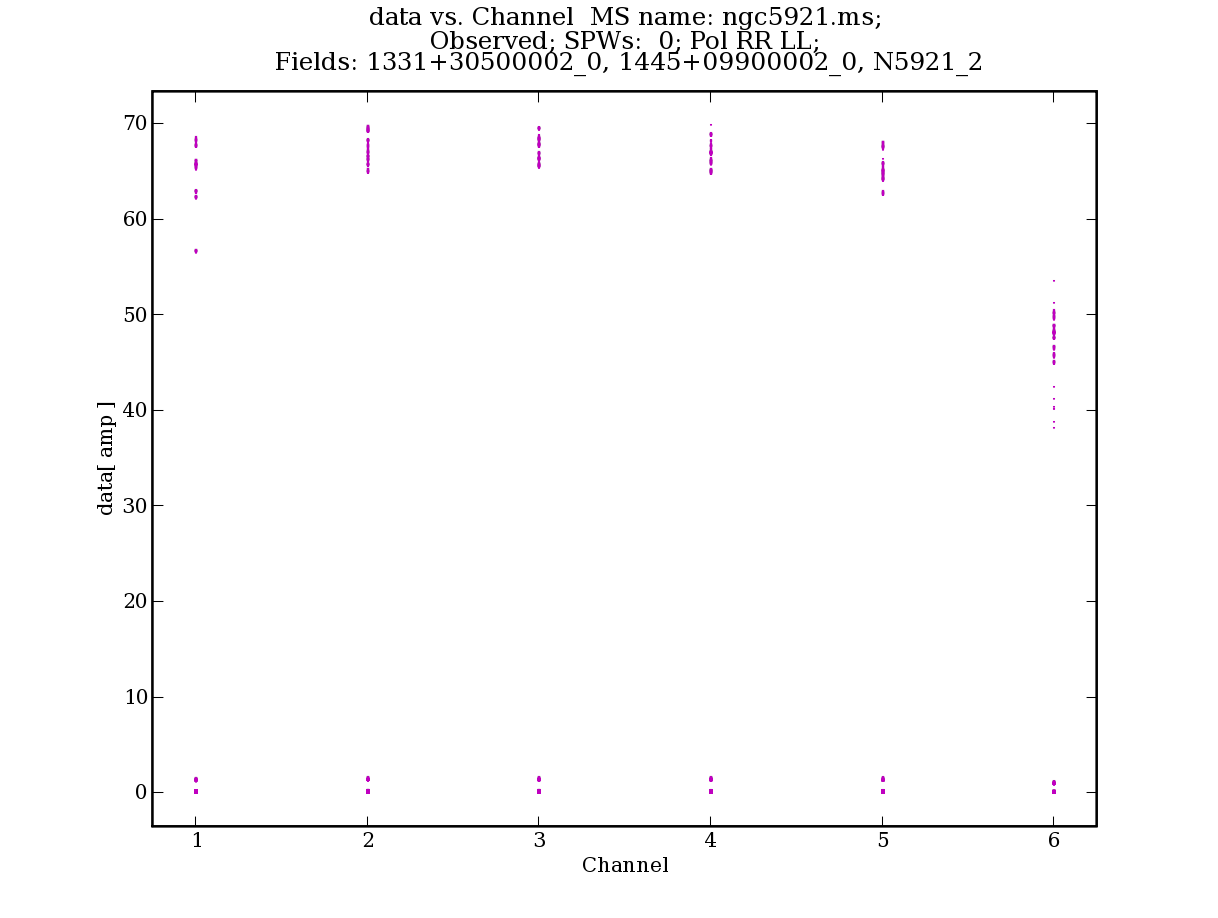 data vs. Channel  MS name: ngc5921.ms;
Observed; SPWs:  0; Pol RR LL;
Fields: 1331+30500002_0, 1445+09900002_0, N5921_2
70
60
50
40
30
20
10
0
data[ amp ]
1 2 3 4 5 6
Channel